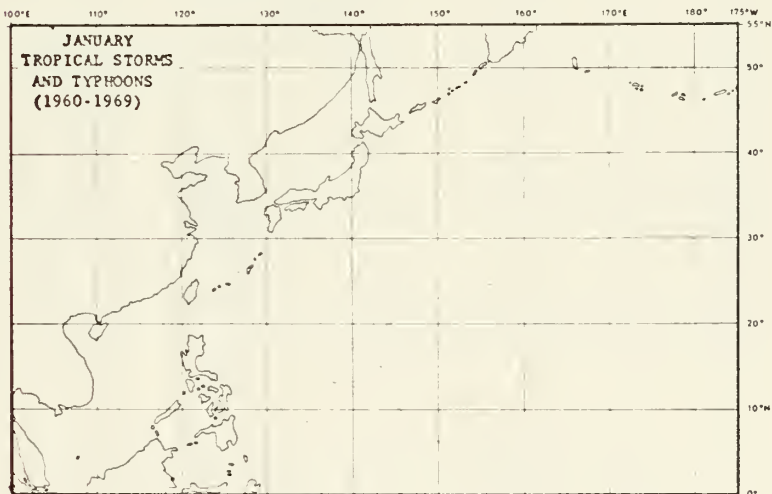 100°E 110° 120° 130° 140° 150° 160° 170°E 180° 175°W
55°N
JANUARY
TROPICAL STORMS
AND TYPHOONS
(1960-1969)
50°
40°
30°
20°
10°N
0°